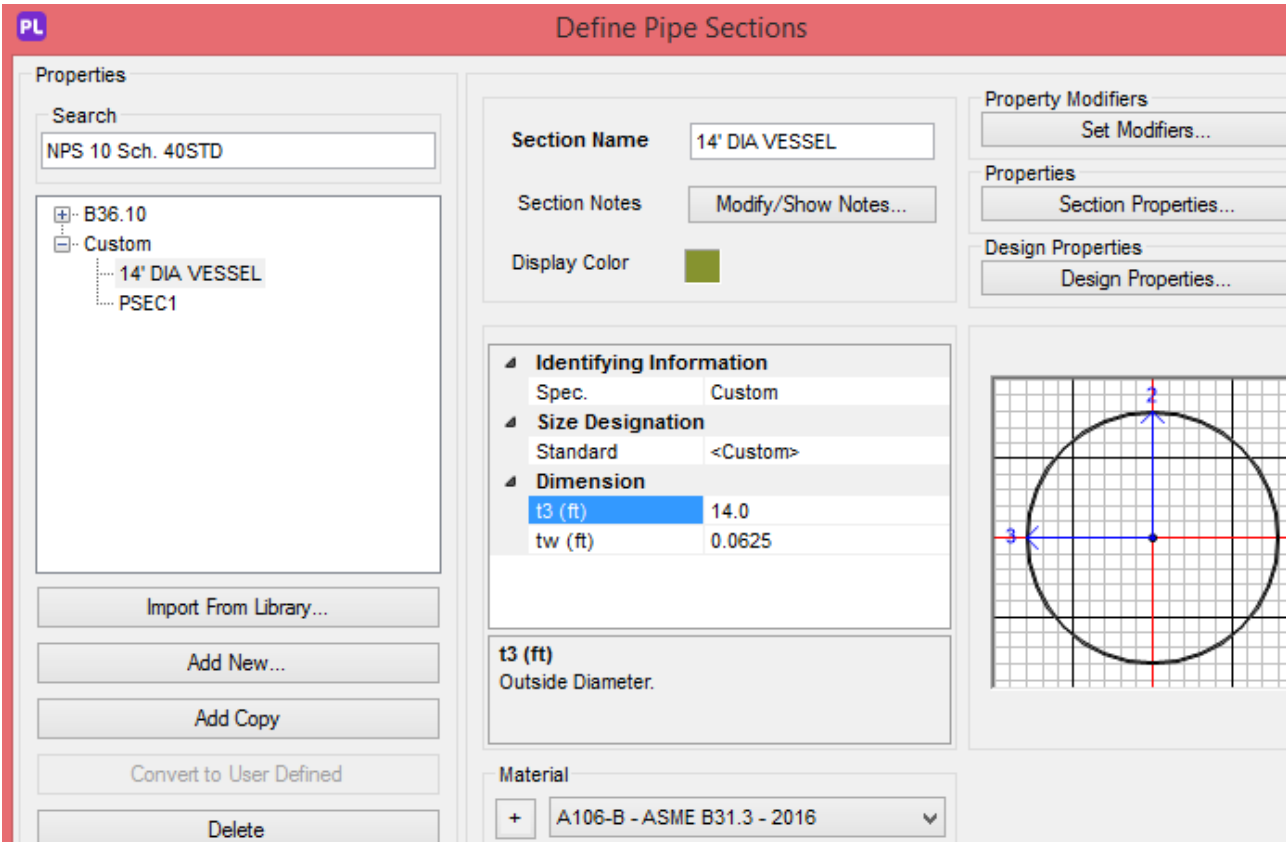 PL
Define Pipe Sections
Properties
Search
NPS 10 Sch. 40STD
B36.10
Custom
14' DIA VESSEL
PSEC1
Import From Library...
Add New...
Add Copy
Convert to User Defined
Delete
Section Name
14' DIA VESSEL
Section Notes
Modify/Show Notes...
Display Color
Identifying Information
Spec. Custom
Size Designation
Standard <Custom>
Dimension
t3 (ft) 14.0
tw (ft) 0.0625
t3 (ft)
Outside Diameter.
Material
+ A106-B - ASME B31.3 - 2016
Property Modifiers
Set Modifiers...
Properties
Section Properties...
Design Properties
Design Properties...
2
3